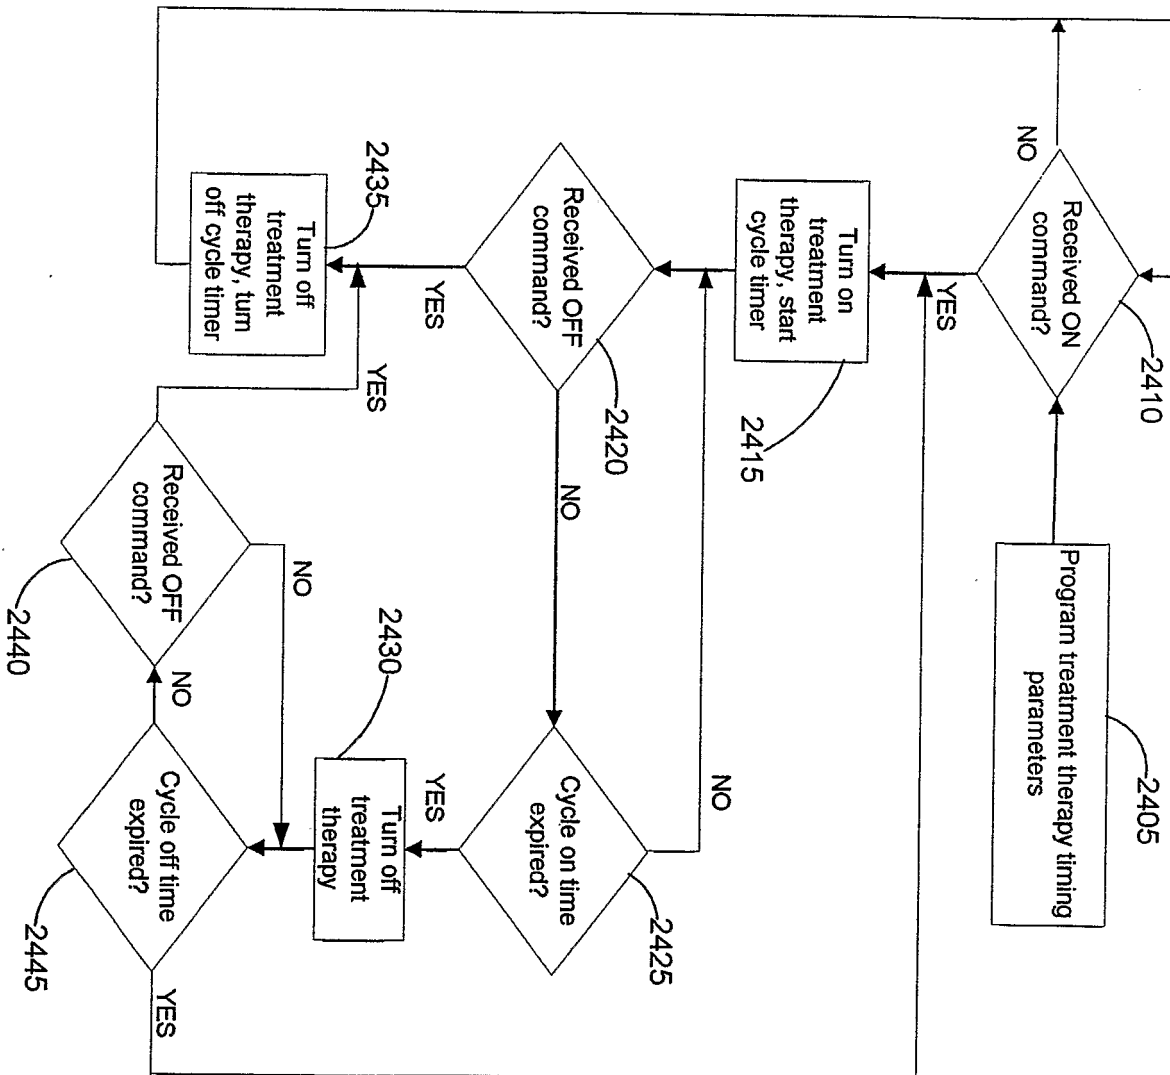 Program treatment therapy timing
parameters
2405
Received ON
command?
2410
NO
YES
Turn on
treatment
therapy, start
cycle timer
2415
Received OFF
command?
2420
NO
YES
Cycle on time
expired?
2425
NO
YES
Turn off
treatment
therapy
2430
Turn off
treatment
therapy, turn
off cycle timer
2435
YES
Received OFF
command?
2440
NO
NO
Cycle off time
expired?
2445
YES